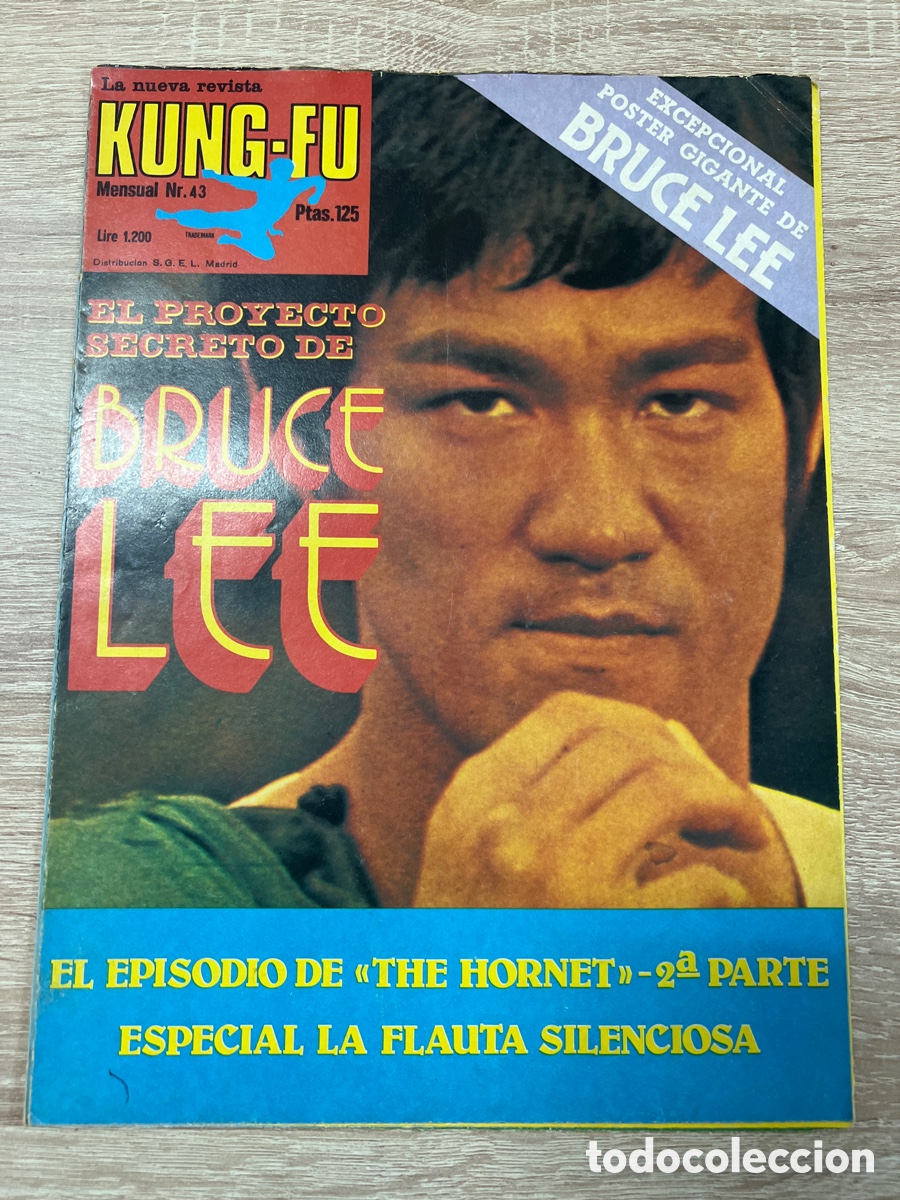 La nueva revista
KUNG-FU
Mensual Nr. 43
Ptas. 125
Lire 1.200
TRADEMARK
Distribucion S. G. E. L. Madrid
EXCEPCIONAL
POSTER GIGANTE DE
BRUCE LEE
EL PROYECTO
SECRETO DE
BRUCE
LEE
EL EPISODIO DE «THE HORNET» - 2ª PARTE
ESPECIAL LA FLAUTA SILENCIOSA
todocoleccion